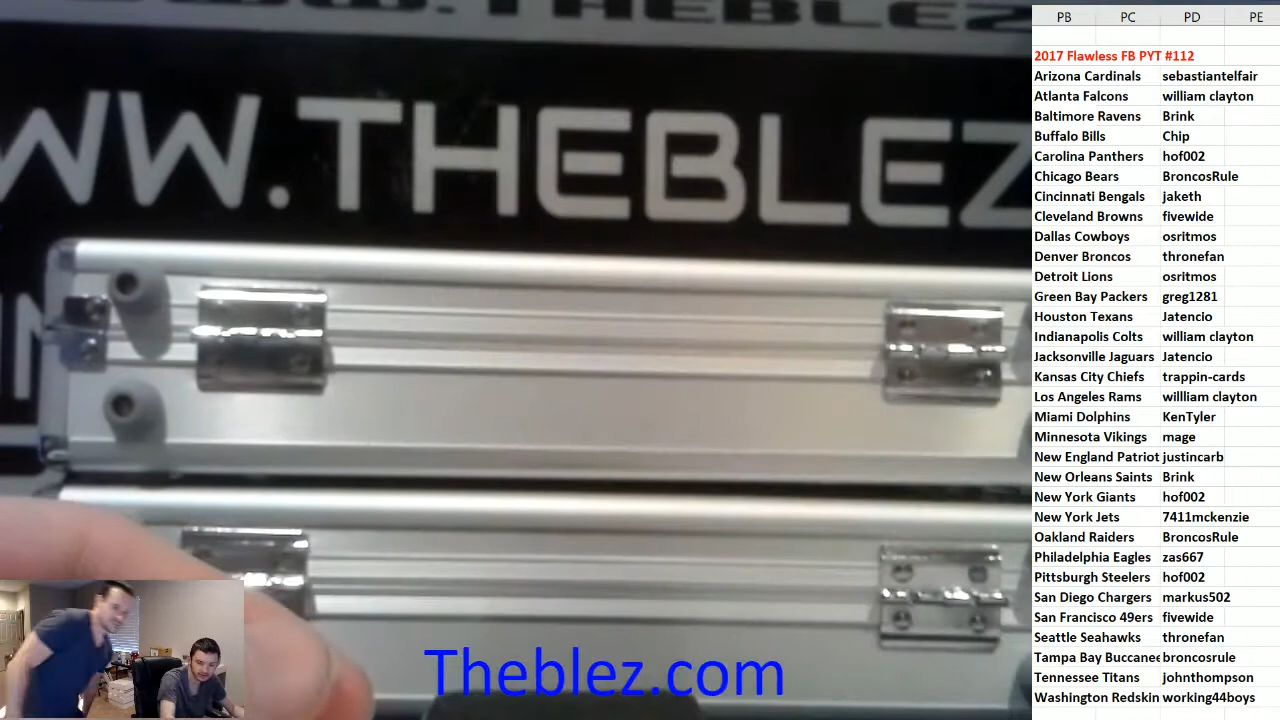 WW.THEBLEZ
WW.THEBLEZ
Theblez.com
PB PC PD PE
2017 Flawless FB PYT #112
Arizona Cardinals sebastiantelfair
Atlanta Falcons william clayton
Baltimore Ravens Brink
Buffalo Bills Chip
Carolina Panthers hof002
Chicago Bears BroncosRule
Cincinnati Bengals jaketh
Cleveland Browns fivewide
Dallas Cowboys osritmos
Denver Broncos thronefan
Detroit Lions osritmos
Green Bay Packers greg1281
Houston Texans Jatencio
Indianapolis Colts william clayton
Jacksonville Jaguars Jatencio
Kansas City Chiefs trappin-cards
Los Angeles Rams willliam clayton
Miami Dolphins KenTyler
Minnesota Vikings mage
New England Patriot justincarb
New Orleans Saints Brink
New York Giants hof002
New York Jets 7411mckenzie
Oakland Raiders BroncosRule
Philadelphia Eagles zas667
Pittsburgh Steelers hof002
San Diego Chargers markus502
San Francisco 49ers fivewide
Seattle Seahawks thronefan
Tampa Bay Buccanee broncosrule
Tennessee Titans johnthompson
Washington Redskin working44boys